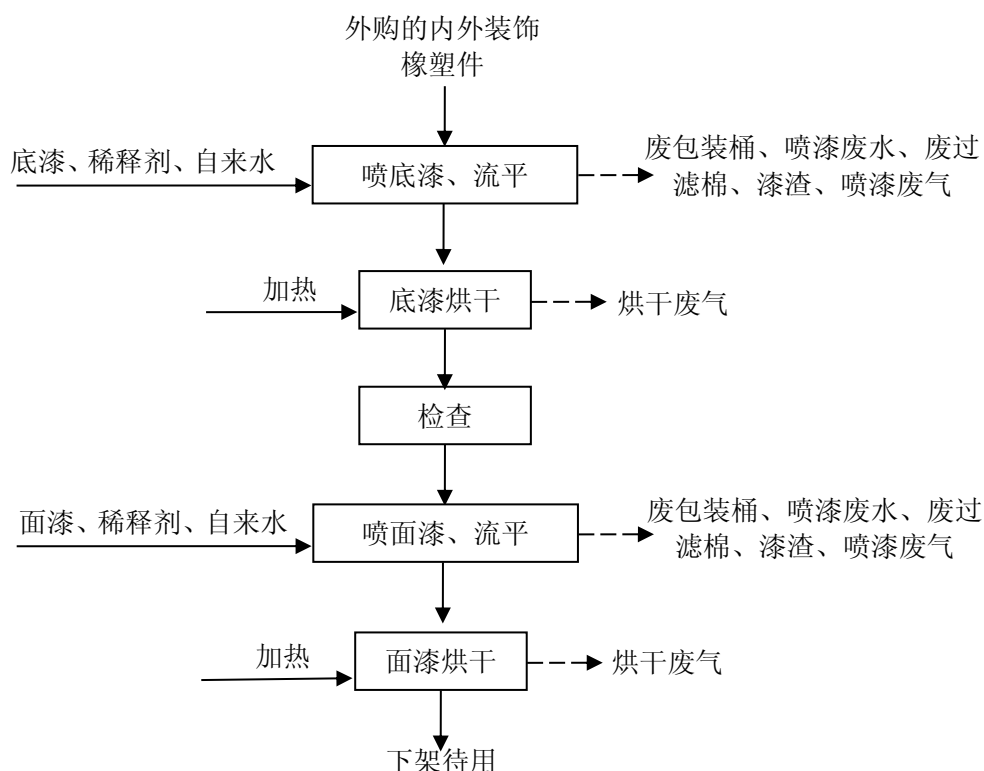 外购的内外装饰
橡塑件
底漆、稀释剂、自来水
喷底漆、流平
废包装桶、喷漆废水、废过
滤棉、漆渣、喷漆废气
加热
底漆烘干
烘干废气
检查
面漆、稀释剂、自来水
喷面漆、流平
废包装桶、喷漆废水、废过
滤棉、漆渣、喷漆废气
加热
面漆烘干
烘干废气
下架待用